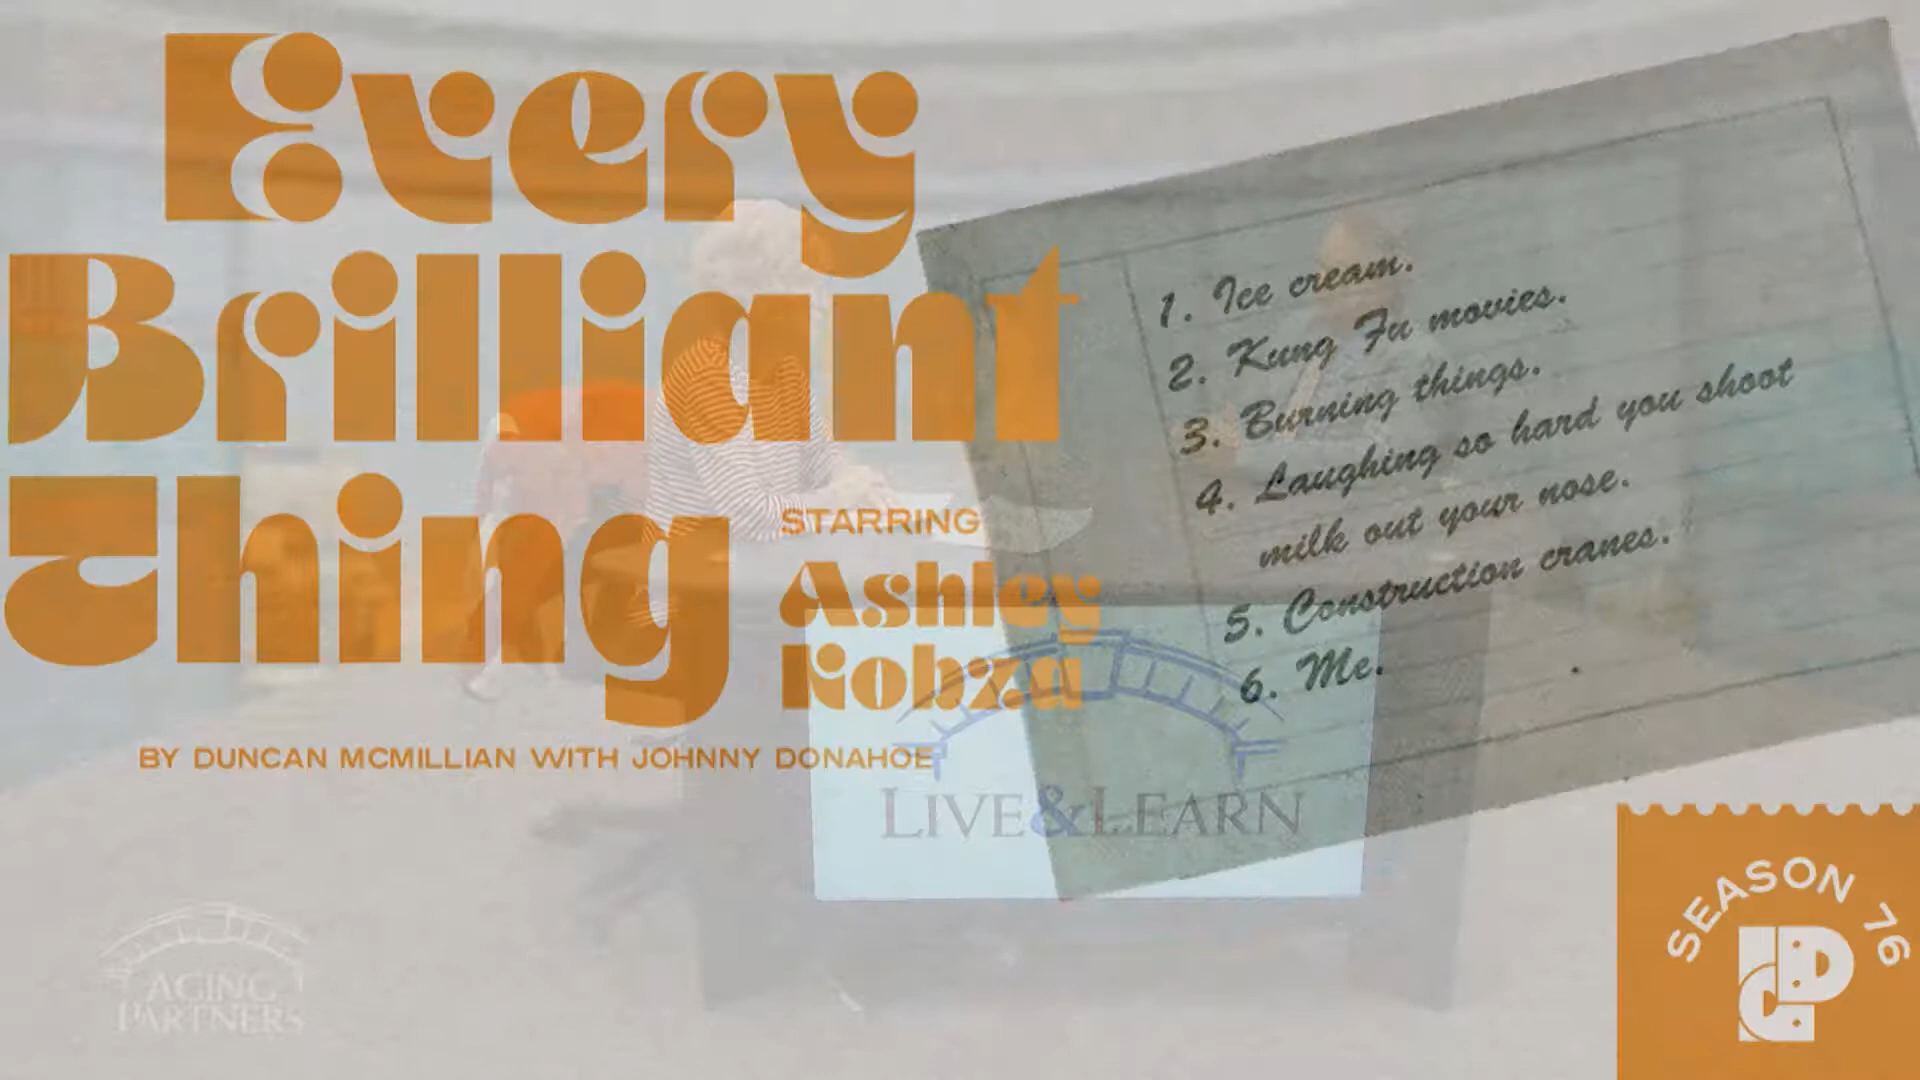 Every
Brilliant
Thing
STARRING
Ashley
Kobza
BY DUNCAN MCMILLIAN WITH JOHNNY DONAHOE
1. Ice cream.
2. Kung Fu movies.
3. Burning things.
4. Laughing so hard you shoot
milk out your nose.
5. Construction cranes.
6. Me.
LIVE&LEARN
AGING
PARTNERS
SEASON 76
LCP